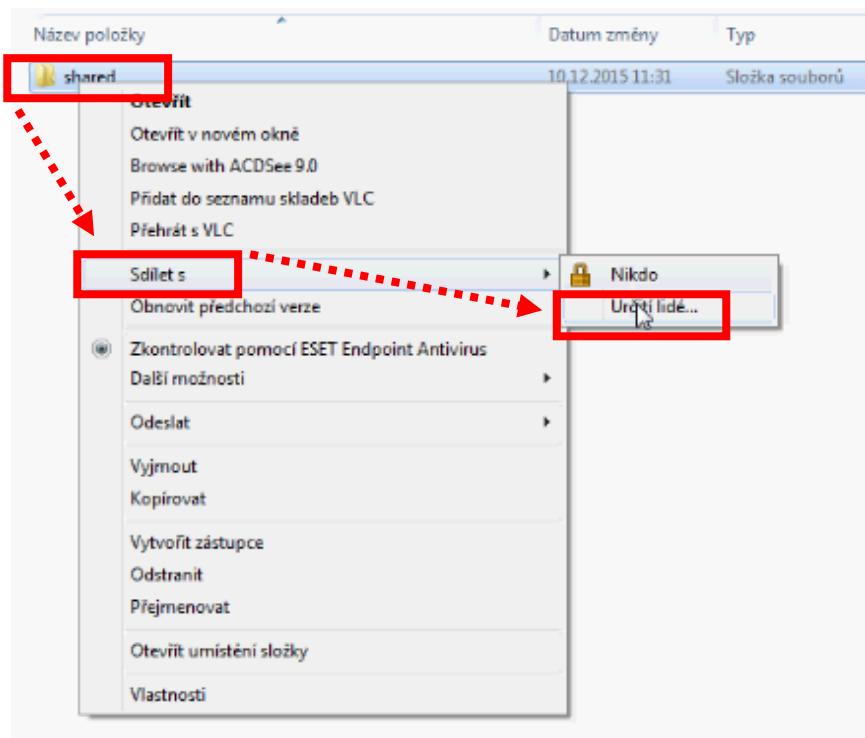 Název položky Datum změny Typ
shared 10.12.2015 11:31 Složka souborů
Otevřít
Otevřít v novém okně
Browse with ACDSee 9.0
Přidat do seznamu skladeb VLC
Přehrát s VLC
Sdílet s Nikdo
Obnovit předchozí verze Určití lidé...
Zkontrolovat pomocí ESET Endpoint Antivirus
Další možnosti
Odeslat
Vyjmout
Kopírovat
Vytvořit zástupce
Odstranit
Přejmenovat
Otevřít umístění složky
Vlastnosti